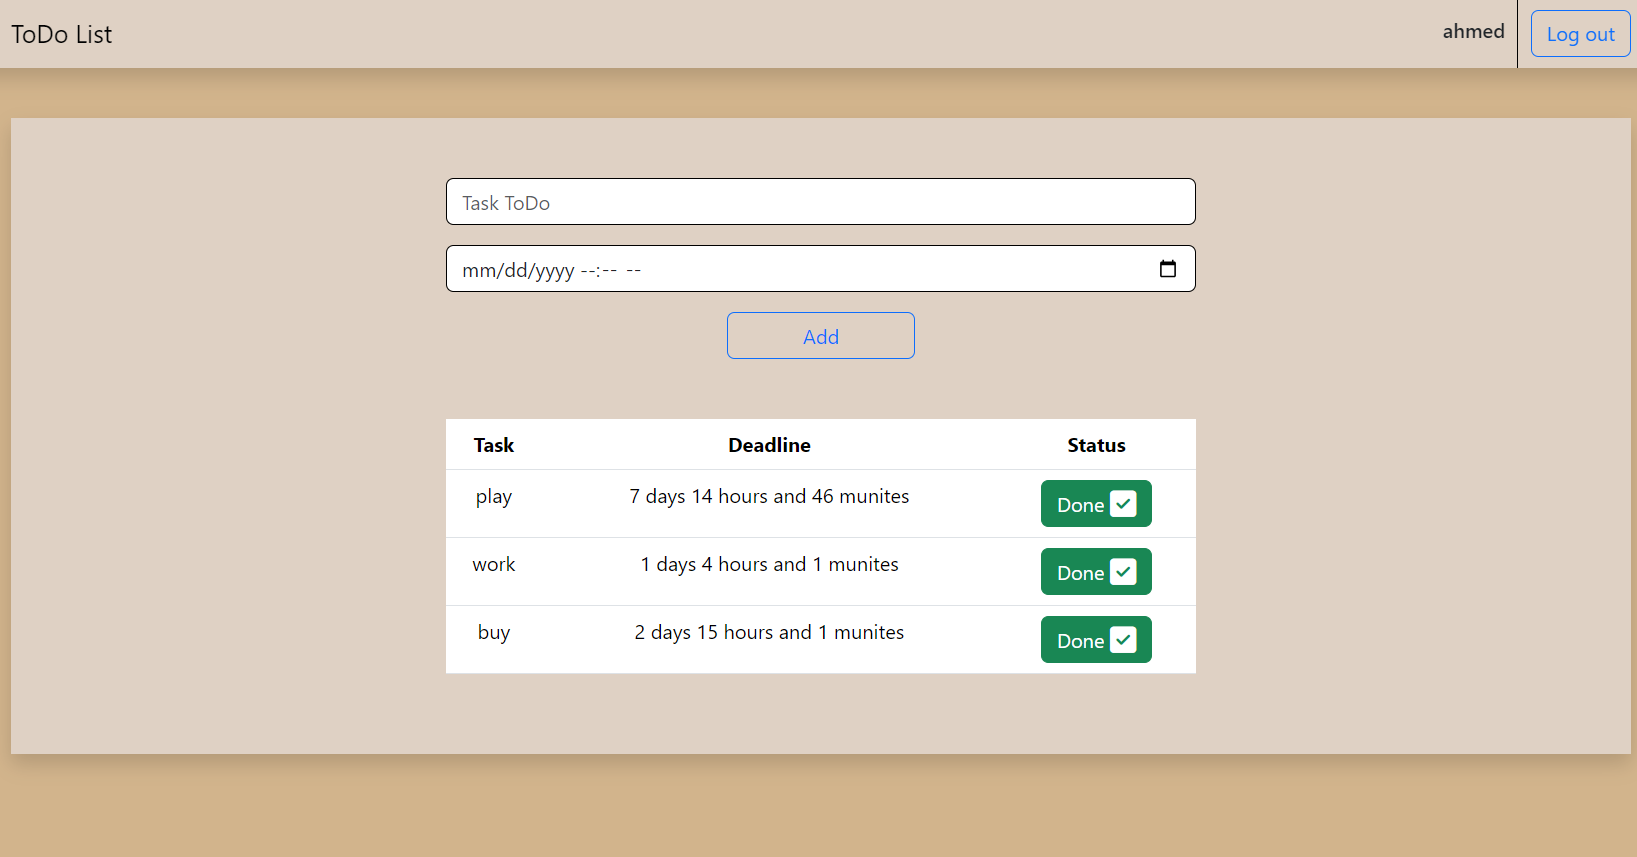 ToDo List
ahmed
Log out
Task ToDo
mm/dd/yyyy --:-- --
Add
Task Deadline Status
play 7 days 14 hours and 46 munites Done
work 1 days 4 hours and 1 munites Done
buy 2 days 15 hours and 1 munites Done